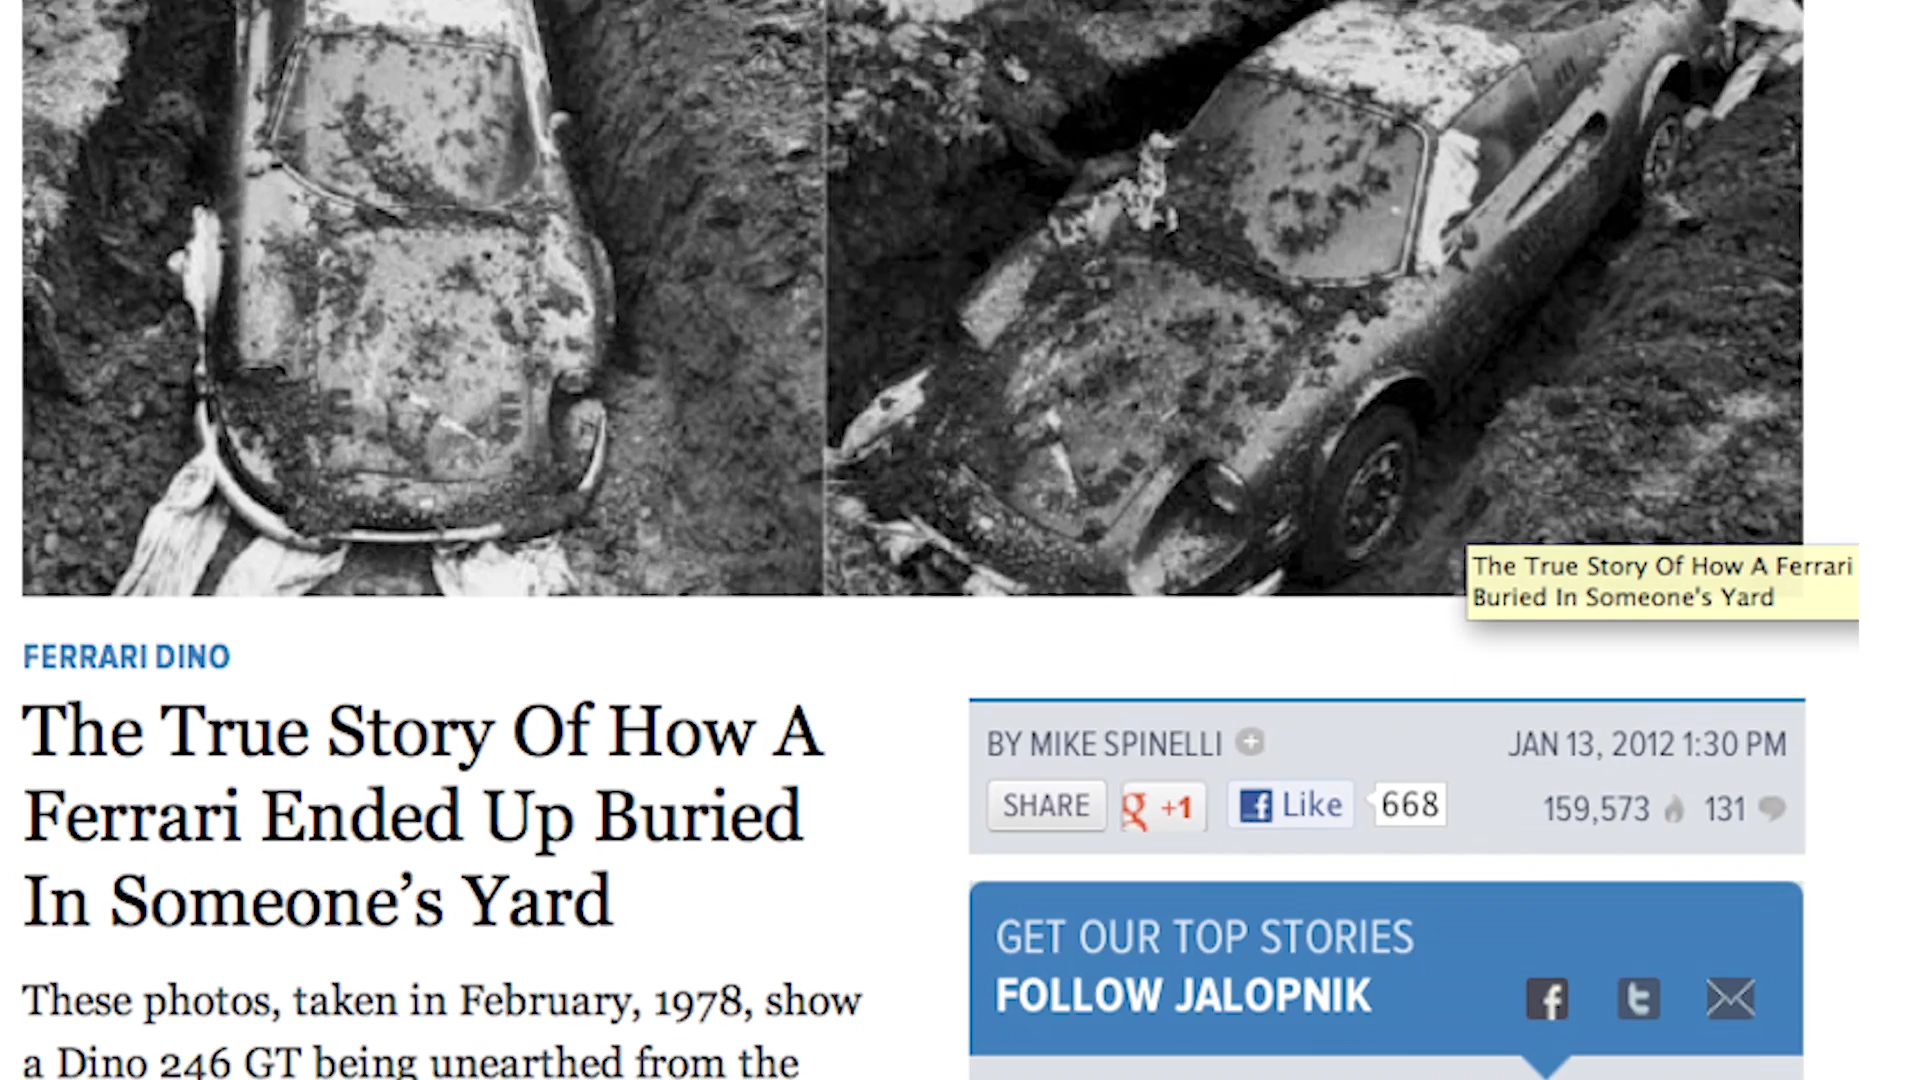 The True Story Of How A Ferrari
Buried In Someone's Yard
FERRARI DINO
The True Story Of How A
Ferrari Ended Up Buried
In Someone’s Yard
These photos, taken in February, 1978, show
a Dino 246 GT being unearthed from the
BY MIKE SPINELLI
JAN 13, 2012 1:30 PM
SHARE
g +1
f Like
668
159,573
131
GET OUR TOP STORIES
FOLLOW JALOPNIK